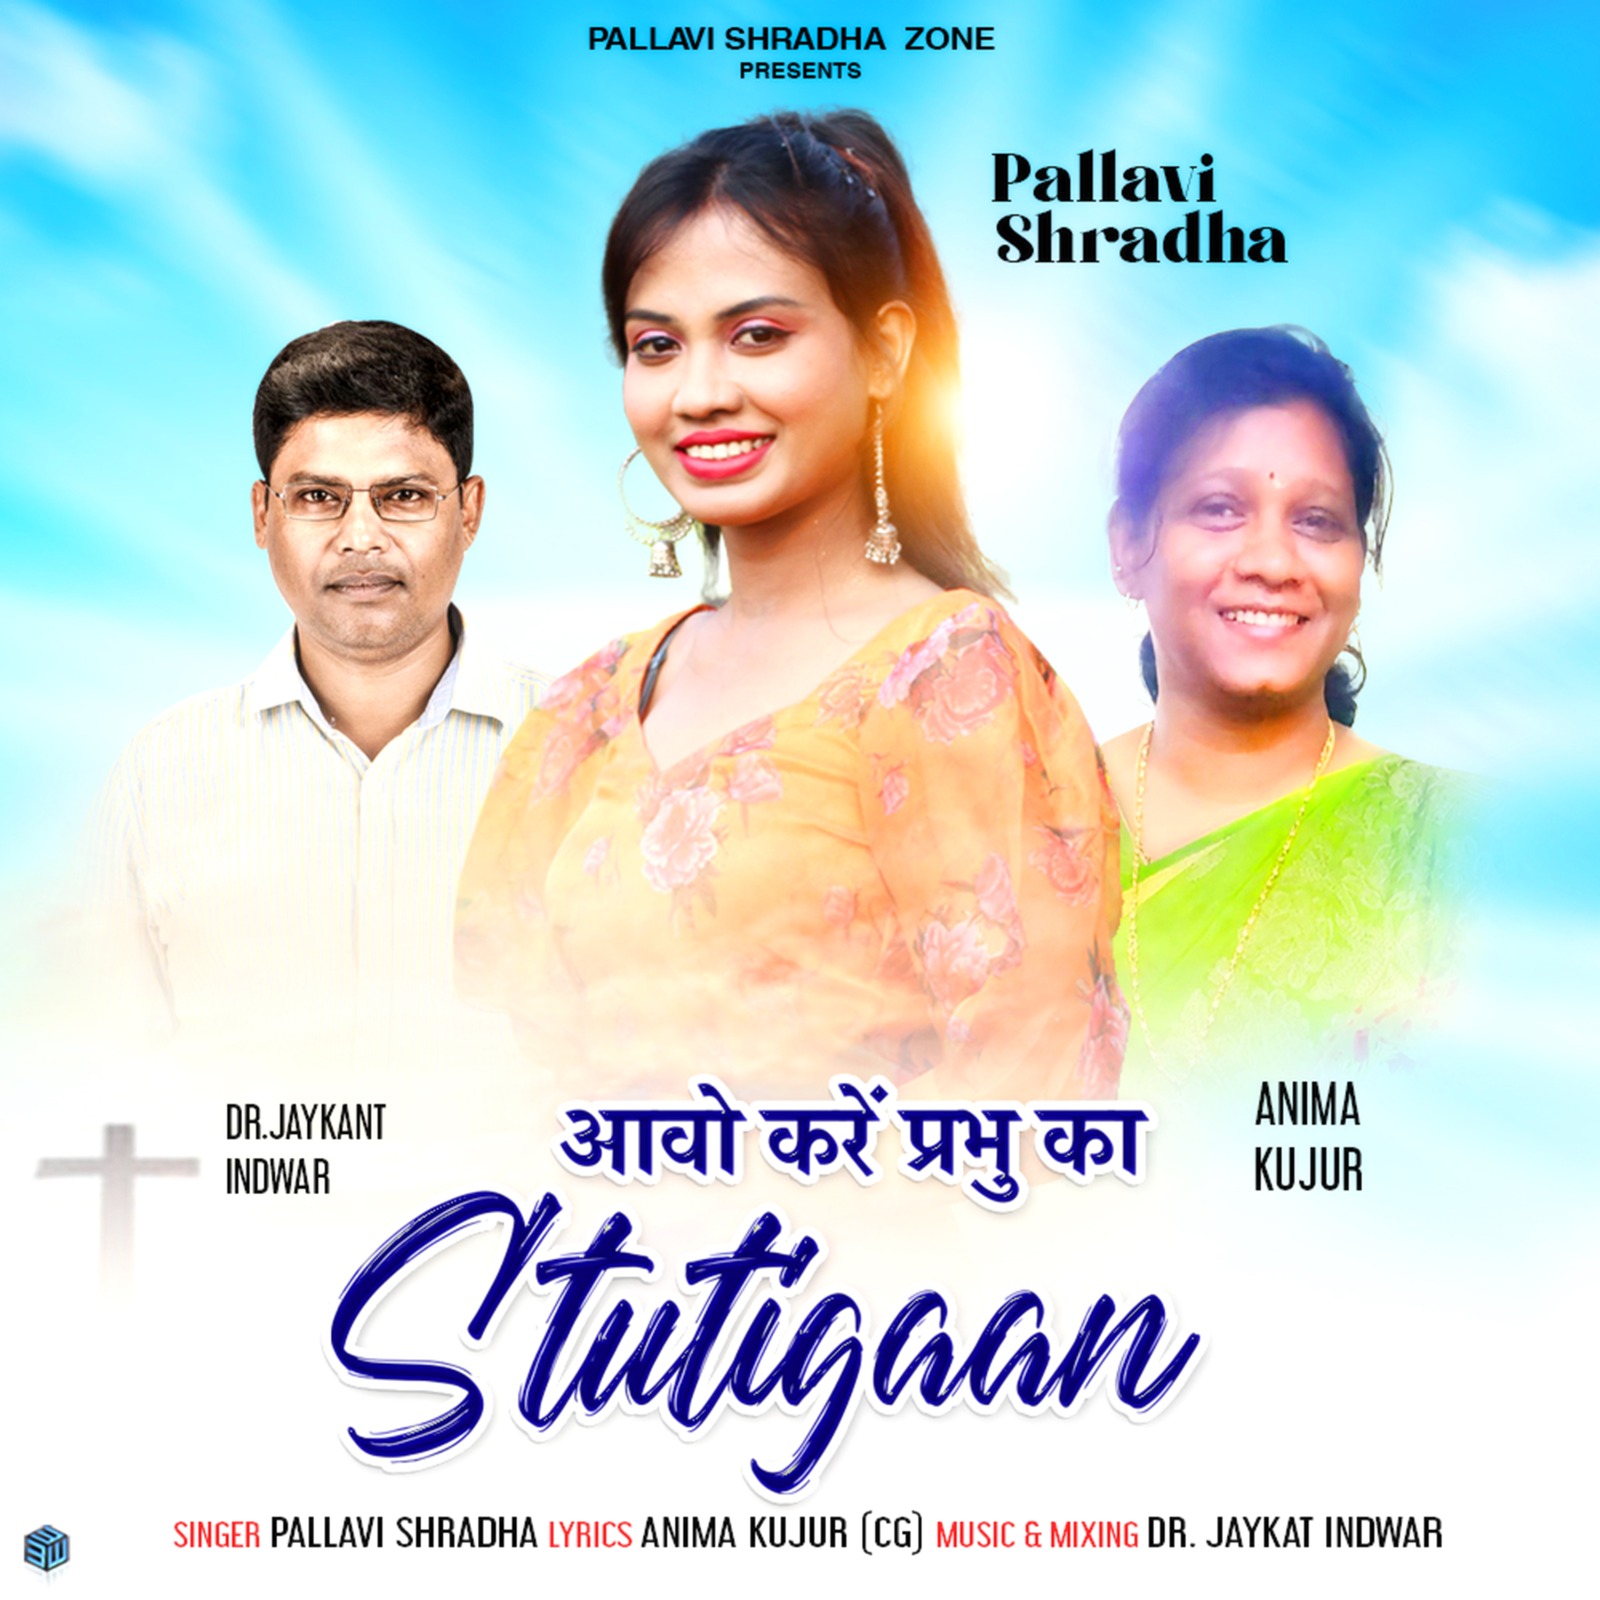 PALLAVI SHRADHA ZONE
PRESENTS
Pallavi
Shradha
DR.JAYKANT
INDWAR
आवो करें प्रभु का
ANIMA
KUJUR
Stutigaan
SINGER PALLAVI SHRADHA LYRICS ANIMA KUJUR (CG) MUSIC & MIXING DR. JAYKAT INDWAR